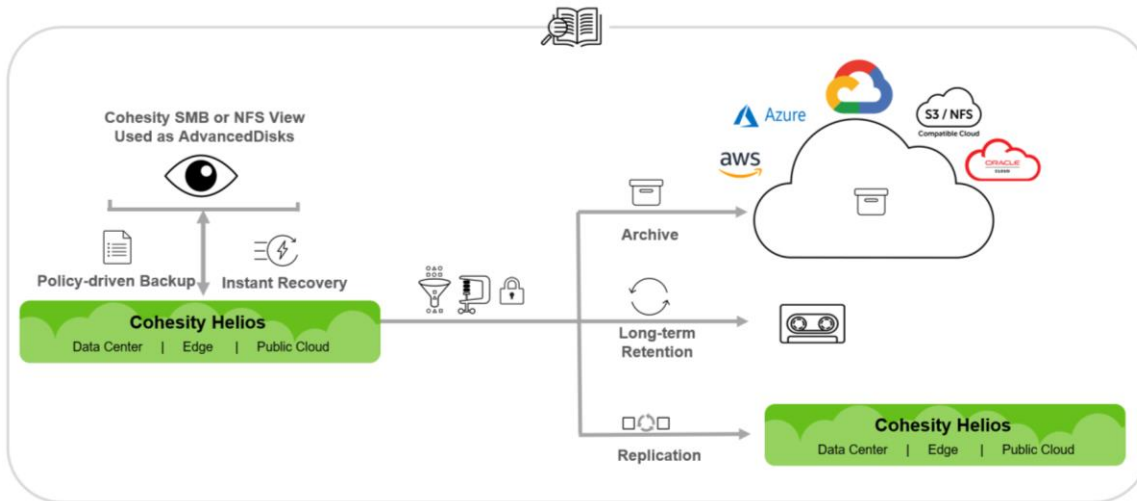 Cohesity SMB or NFS View
Used as AdvancedDisks
Policy-driven Backup
Instant Recovery
Cohesity Helios
Data Center | Edge | Public Cloud
Archive
Long-term
Retention
Replication
Azure
aws
S3 / NFS
Compatible Cloud
ORACLE
CLOUD
Cohesity Helios
Data Center | Edge | Public Cloud